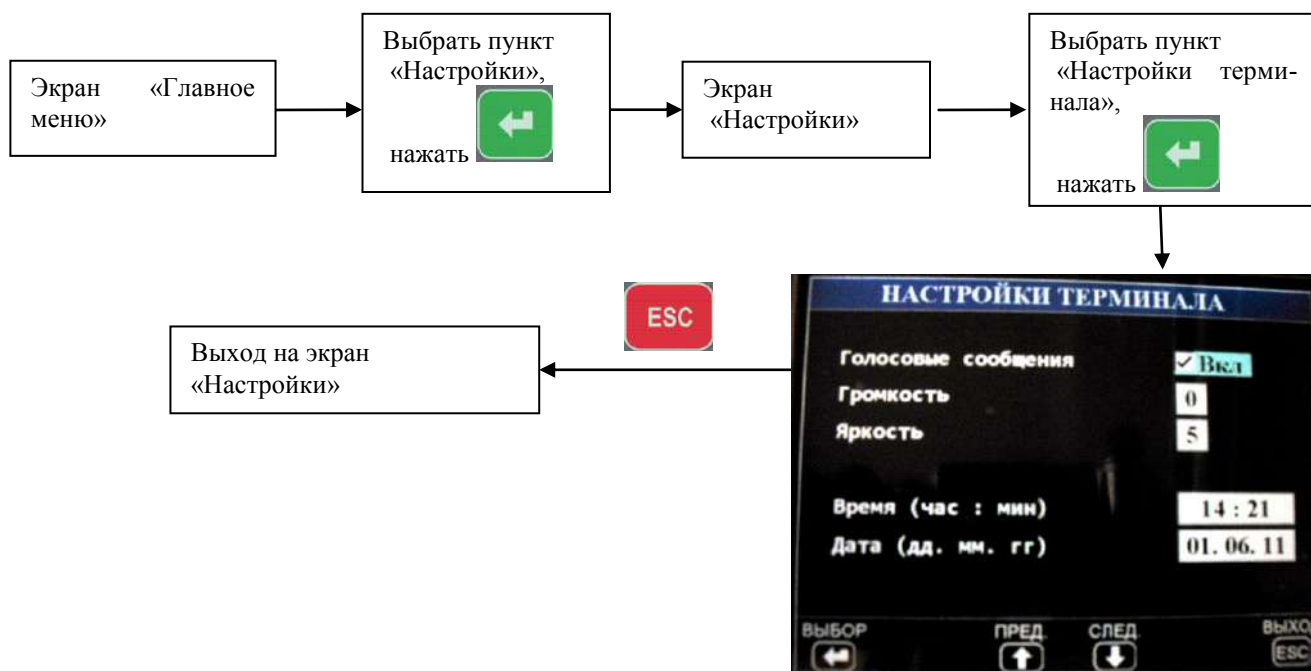 Экран «Главное
меню»
Выбрать пункт
«Настройки»,
нажать
Экран
«Настройки»
Выбрать пункт
«Настройки терми-
нала»,
нажать
НАСТРОЙКИ ТЕРМИНАЛА
Голосовые сообщения Вкл
Громкость 0
Яркость 5
Время (час : мин) 14 : 21
Дата (дд. мм. гг) 01. 06. 11
ВЫБОР ПРЕД. СЛЕД. ВЫХО
ESC
ESC
Выход на экран
«Настройки»